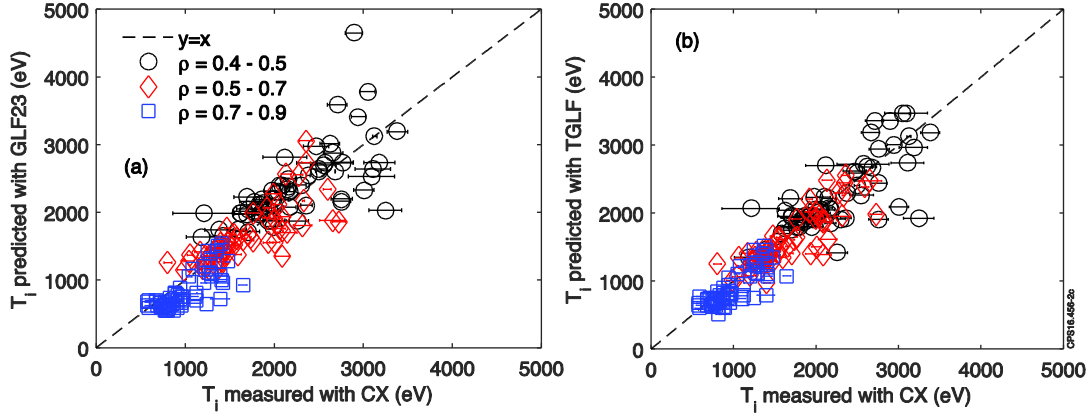 5000
4000
3000
2000
1000
0
T_i predicted with GLF23 (eV)
y=x
ρ = 0.4 - 0.5
ρ = 0.5 - 0.7
ρ = 0.7 - 0.9
(a)
0 1000 2000 3000 4000 5000
T_i measured with CX (eV)
5000
4000
3000
2000
1000
0
T_i predicted with TGLF (eV)
(b)
0 1000 2000 3000 4000 5000
T_i measured with CX (eV)
CPS16.456-2c